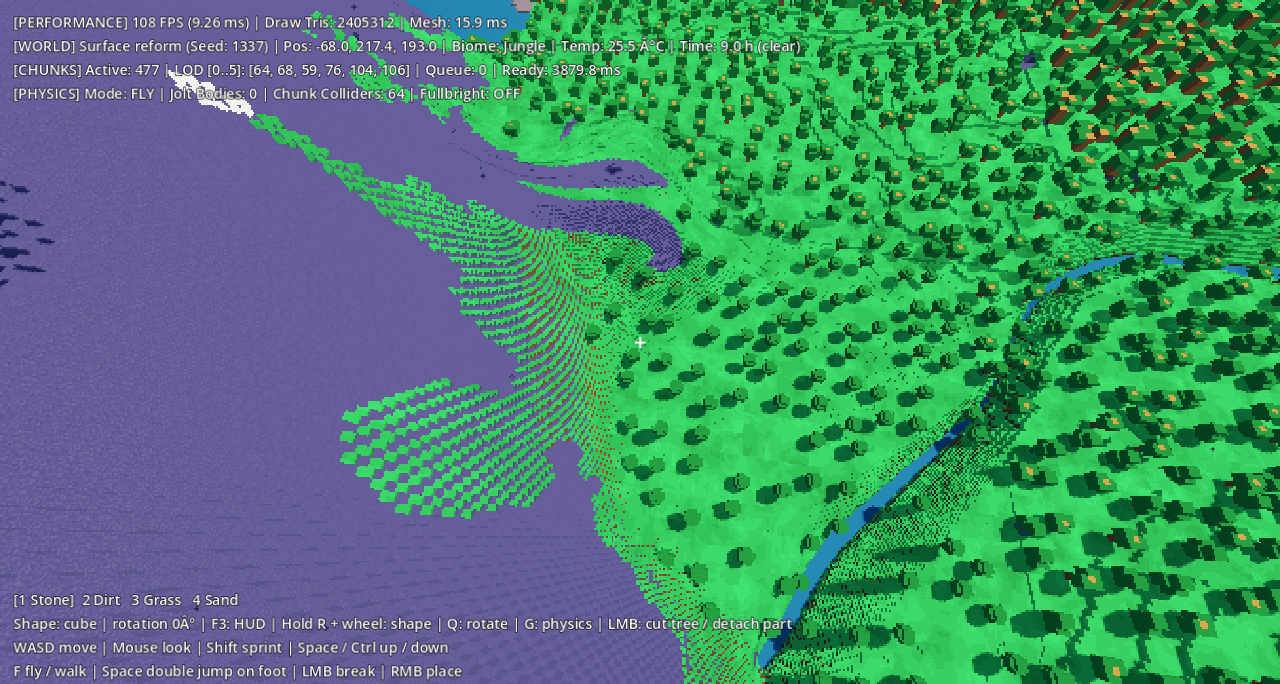 [PERFORMANCE] 108 FPS (9.26 ms) | Draw Tris: 2405312 | Mesh: 15.9 ms
[WORLD] Surface reform (Seed: 1337) | Pos: -68.0, 217.4, 193.0 | Biome: Jungle | Temp: 25.5 Â°C | Time: 9.0 h (clear)
[CHUNKS] Active: 477 | LOD [0..5]: [64, 68, 59, 76, 104, 106] | Queue: 0 | Ready: 3879.8 ms
[PHYSICS] Mode: FLY | Jolt Bodies: 0 | Chunk Colliders: 64 | Fullbright: OFF
[1 Stone] 2 Dirt 3 Grass 4 Sand
Shape: cube | rotation 0Âº | F3: HUD | Hold R + wheel: shape | Q: rotate | G: physics | LMB: cut tree / detach part
WASD move | Mouse look | Shift sprint | Space / Ctrl up / down
F fly / walk | Space double jump on foot | LMB break | RMB place